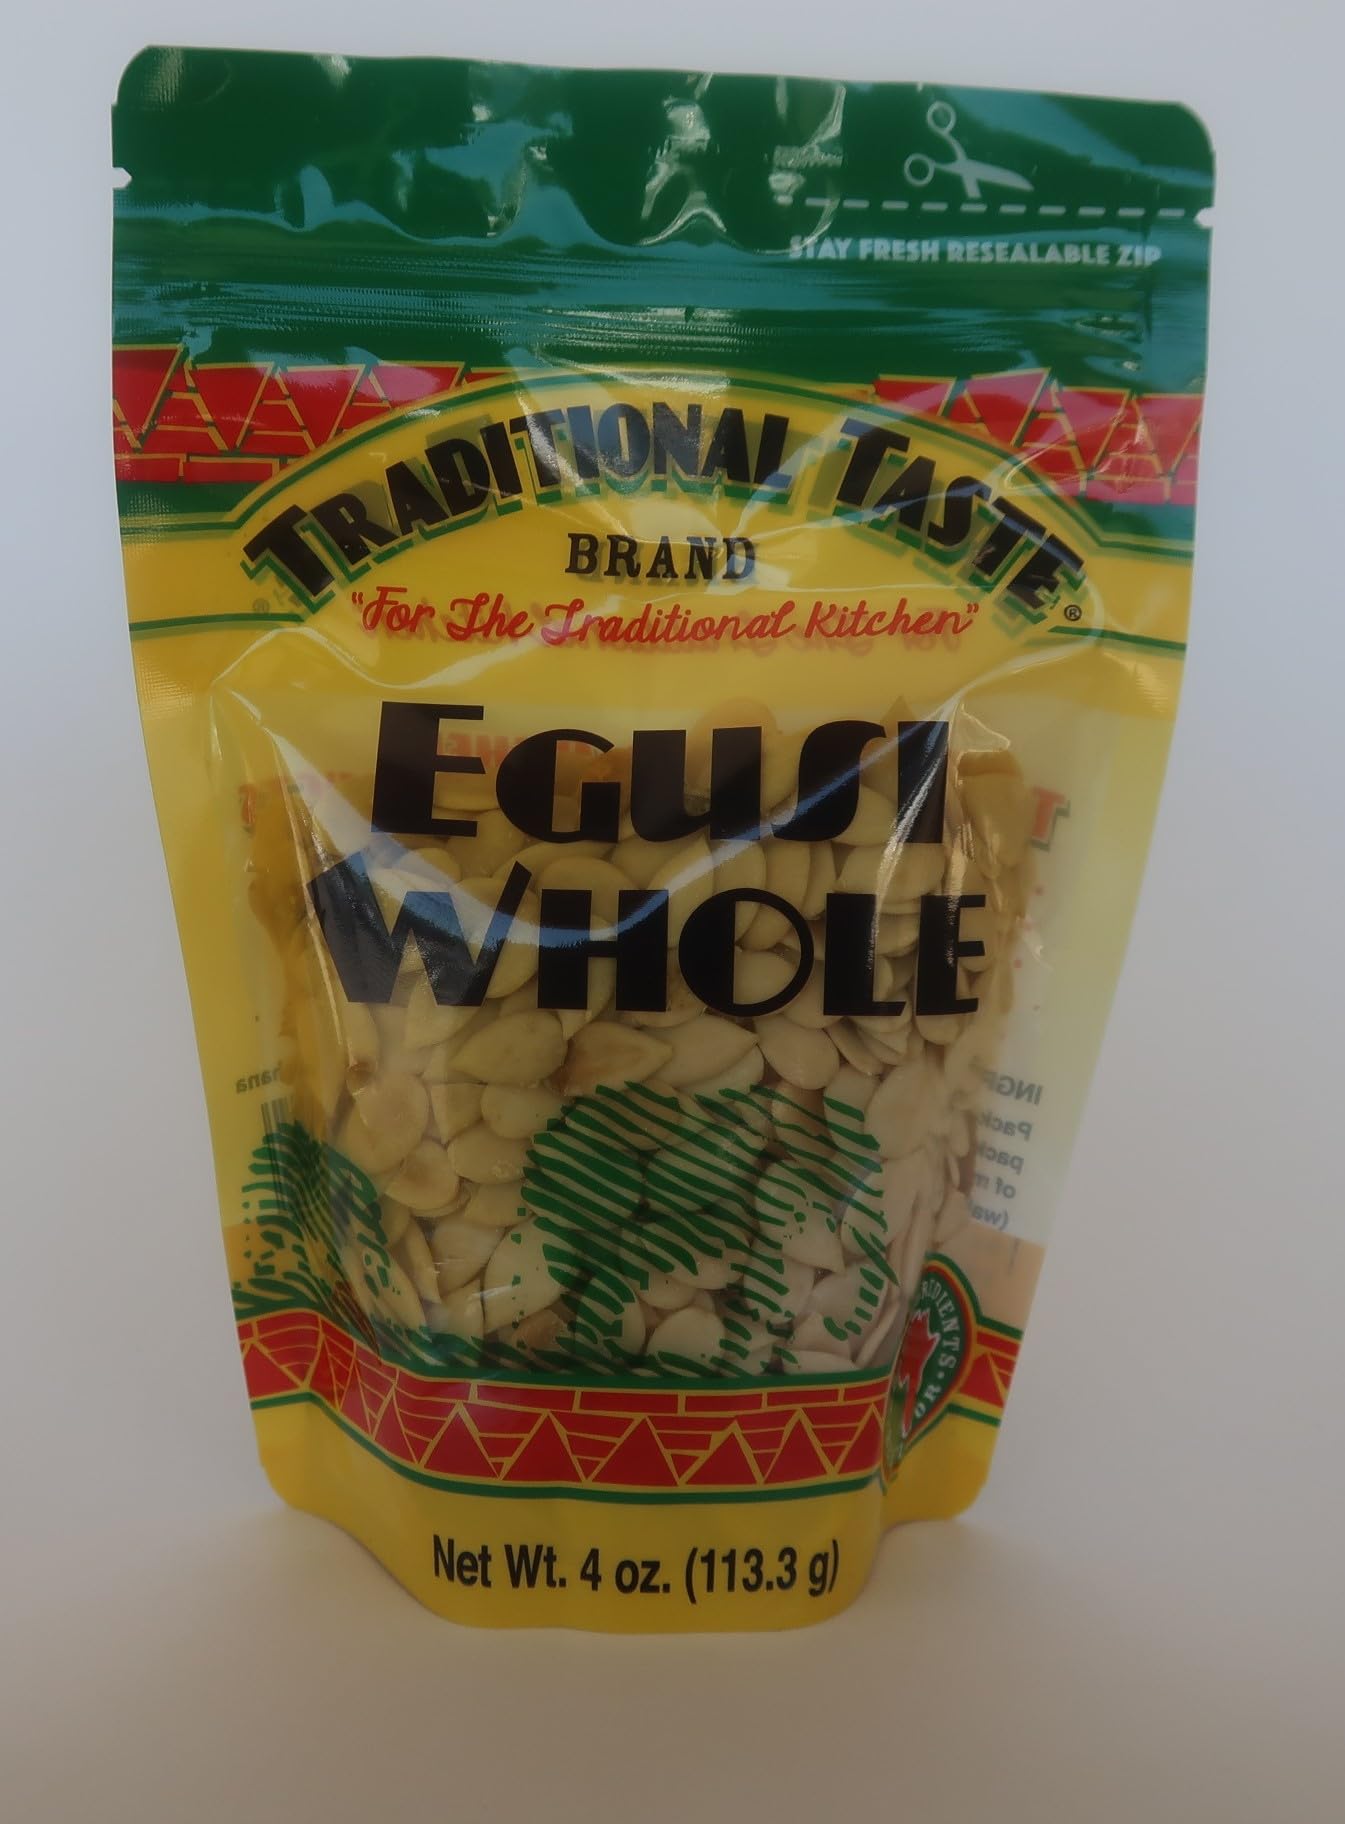 STAY FRESH RESEALABLE ZIP
TRADITIONAL TASTE®
BRAND
"For The Traditional Kitchen"
EGUSI
WHOLE
Net Wt. 4 oz. (113.3 g)